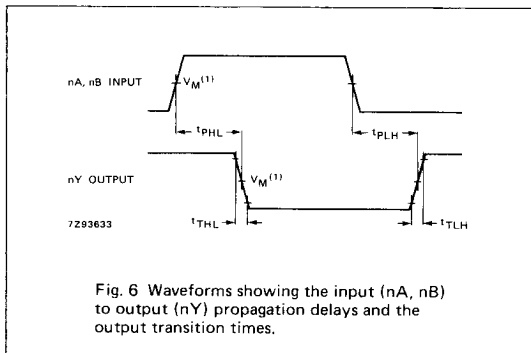 nA, nB INPUT
VM(1)
tPHL
tPLH
nY OUTPUT
VM(1)
7Z93633
tTHL
tTLH
Fig. 6 Waveforms showing the input (nA, nB)
to output (nY) propagation delays and the
output transition times.